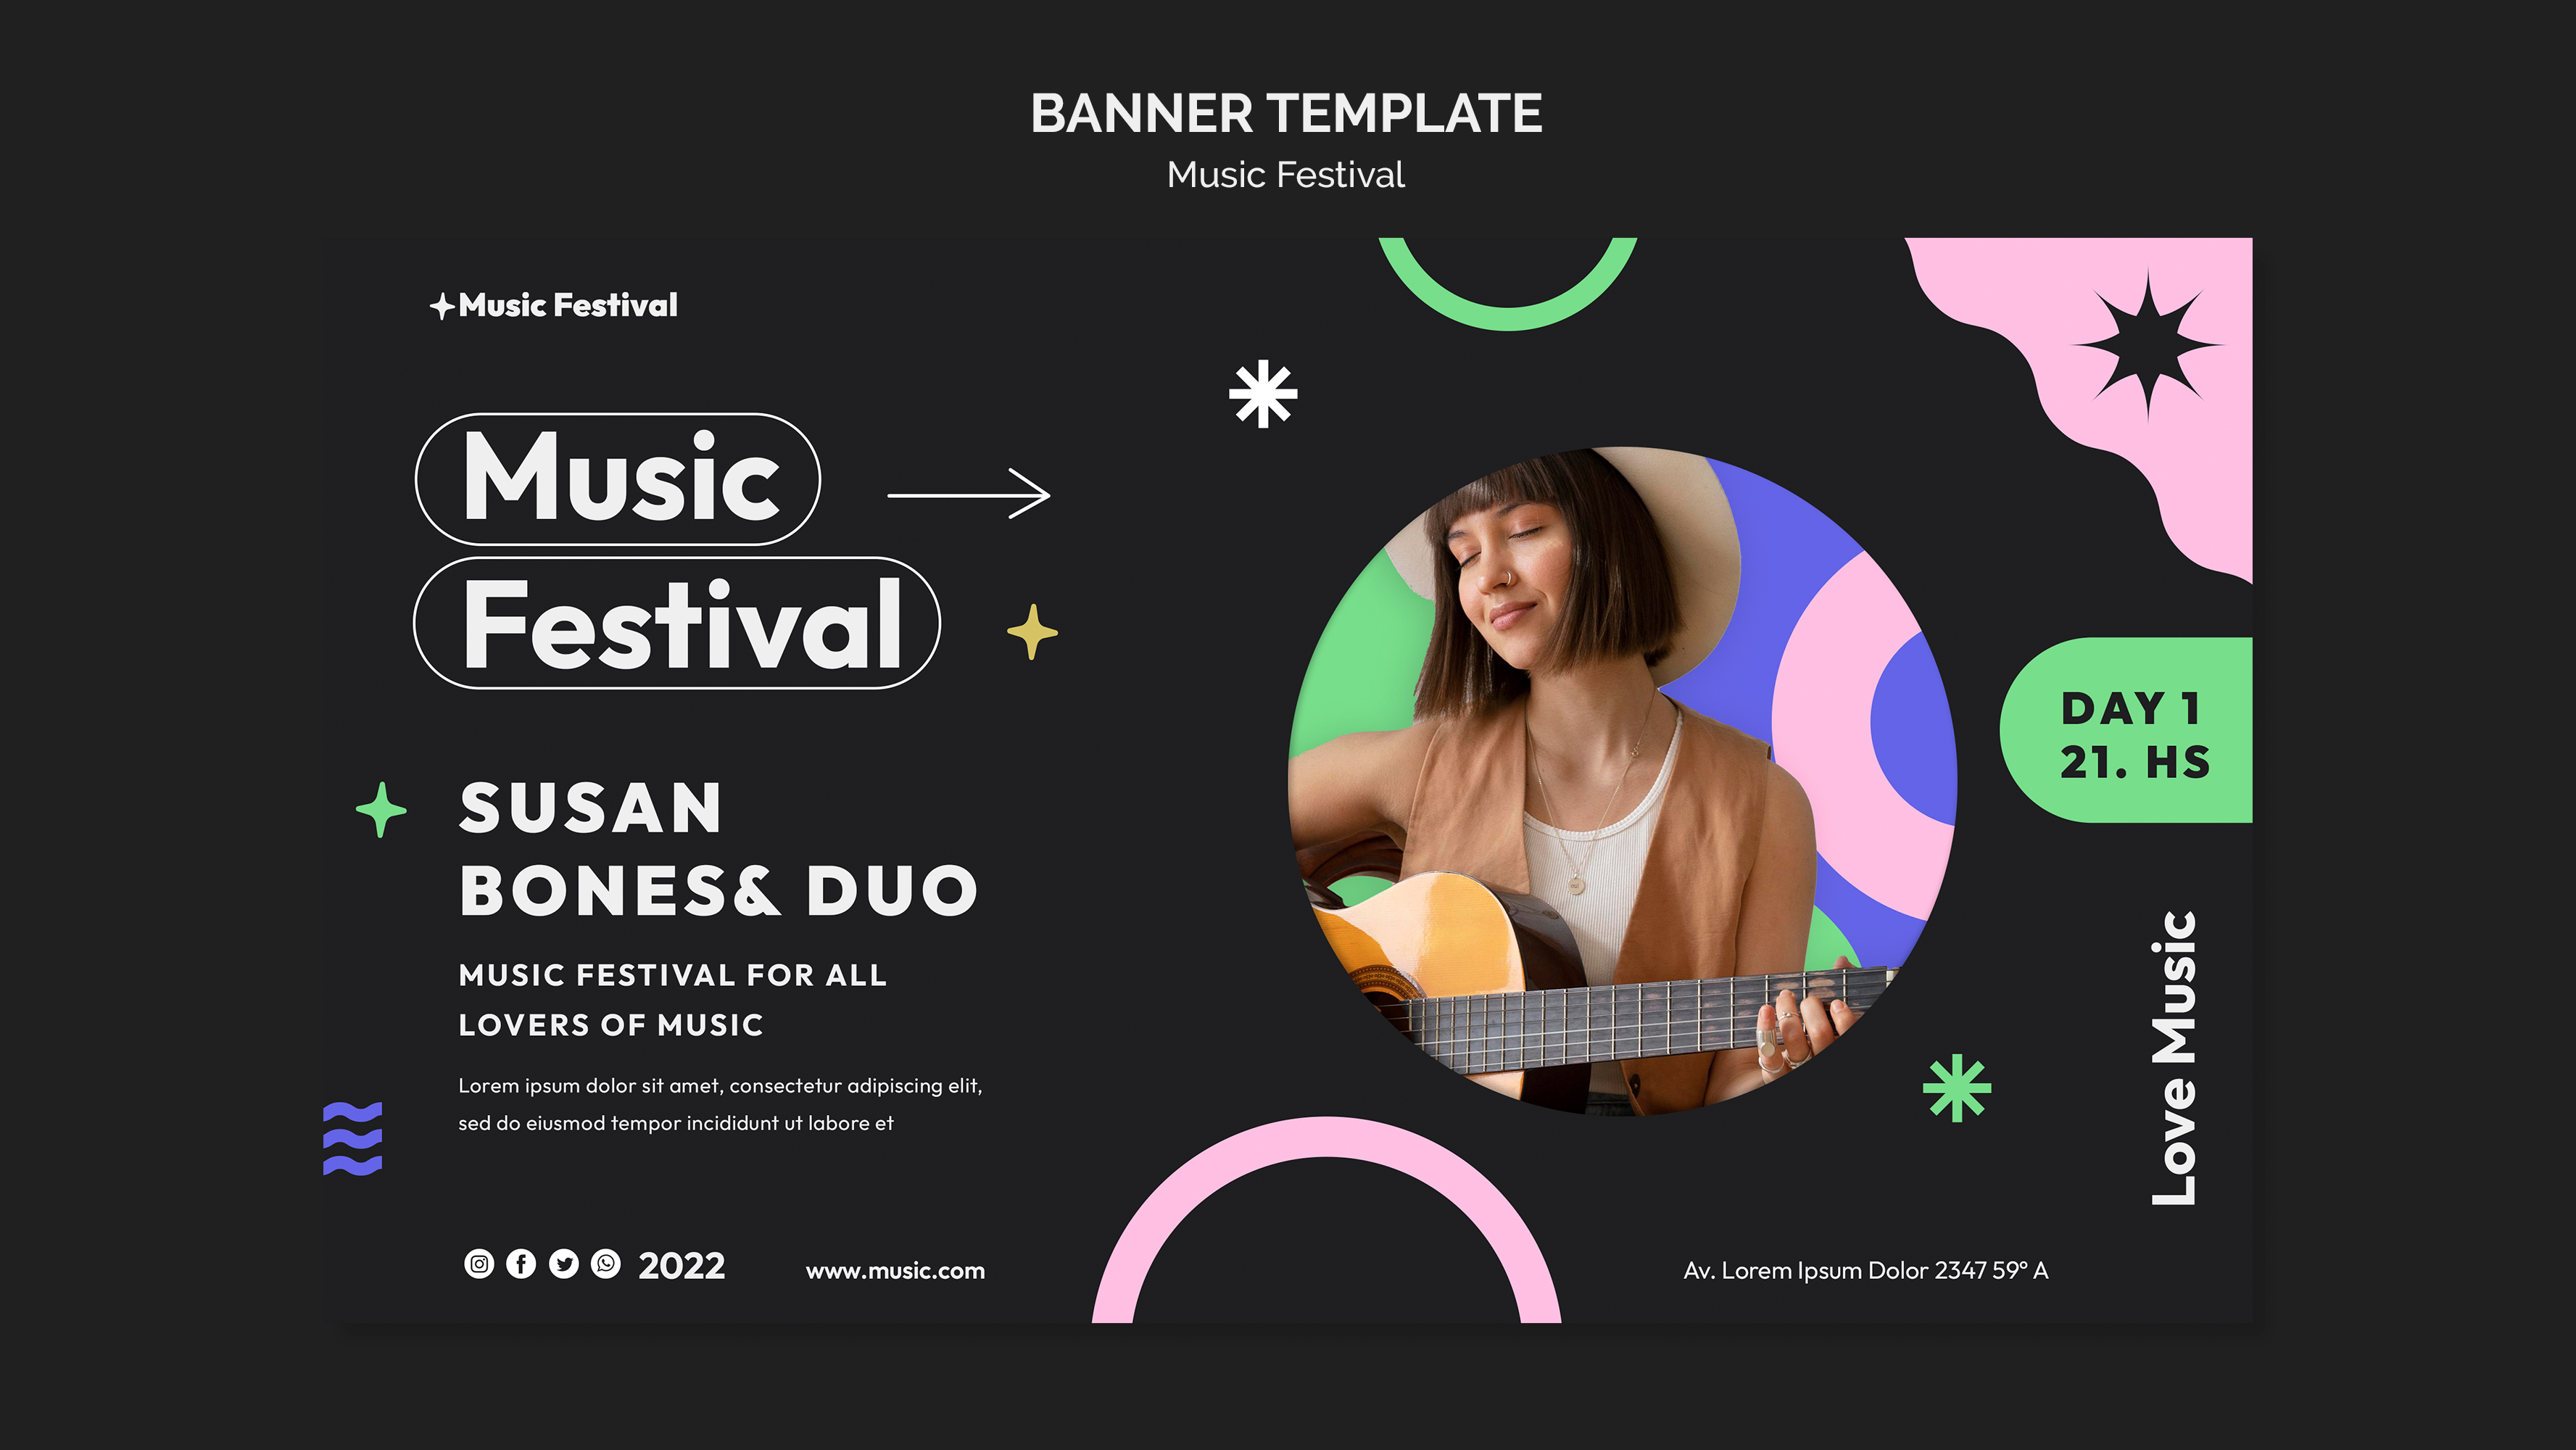 BANNER TEMPLATE
Music Festival
Music Festival
Music
Festival
SUSAN
BONES& DUO
MUSIC FESTIVAL FOR ALL
LOVERS OF MUSIC
Lorem ipsum dolor sit amet, consectetur adipiscing elit,
sed do eiusmod tempor incididunt ut labore et
2022
www.music.com
DAY 1
21. HS
Love Music
Av. Lorem Ipsum Dolor 2347 59° A